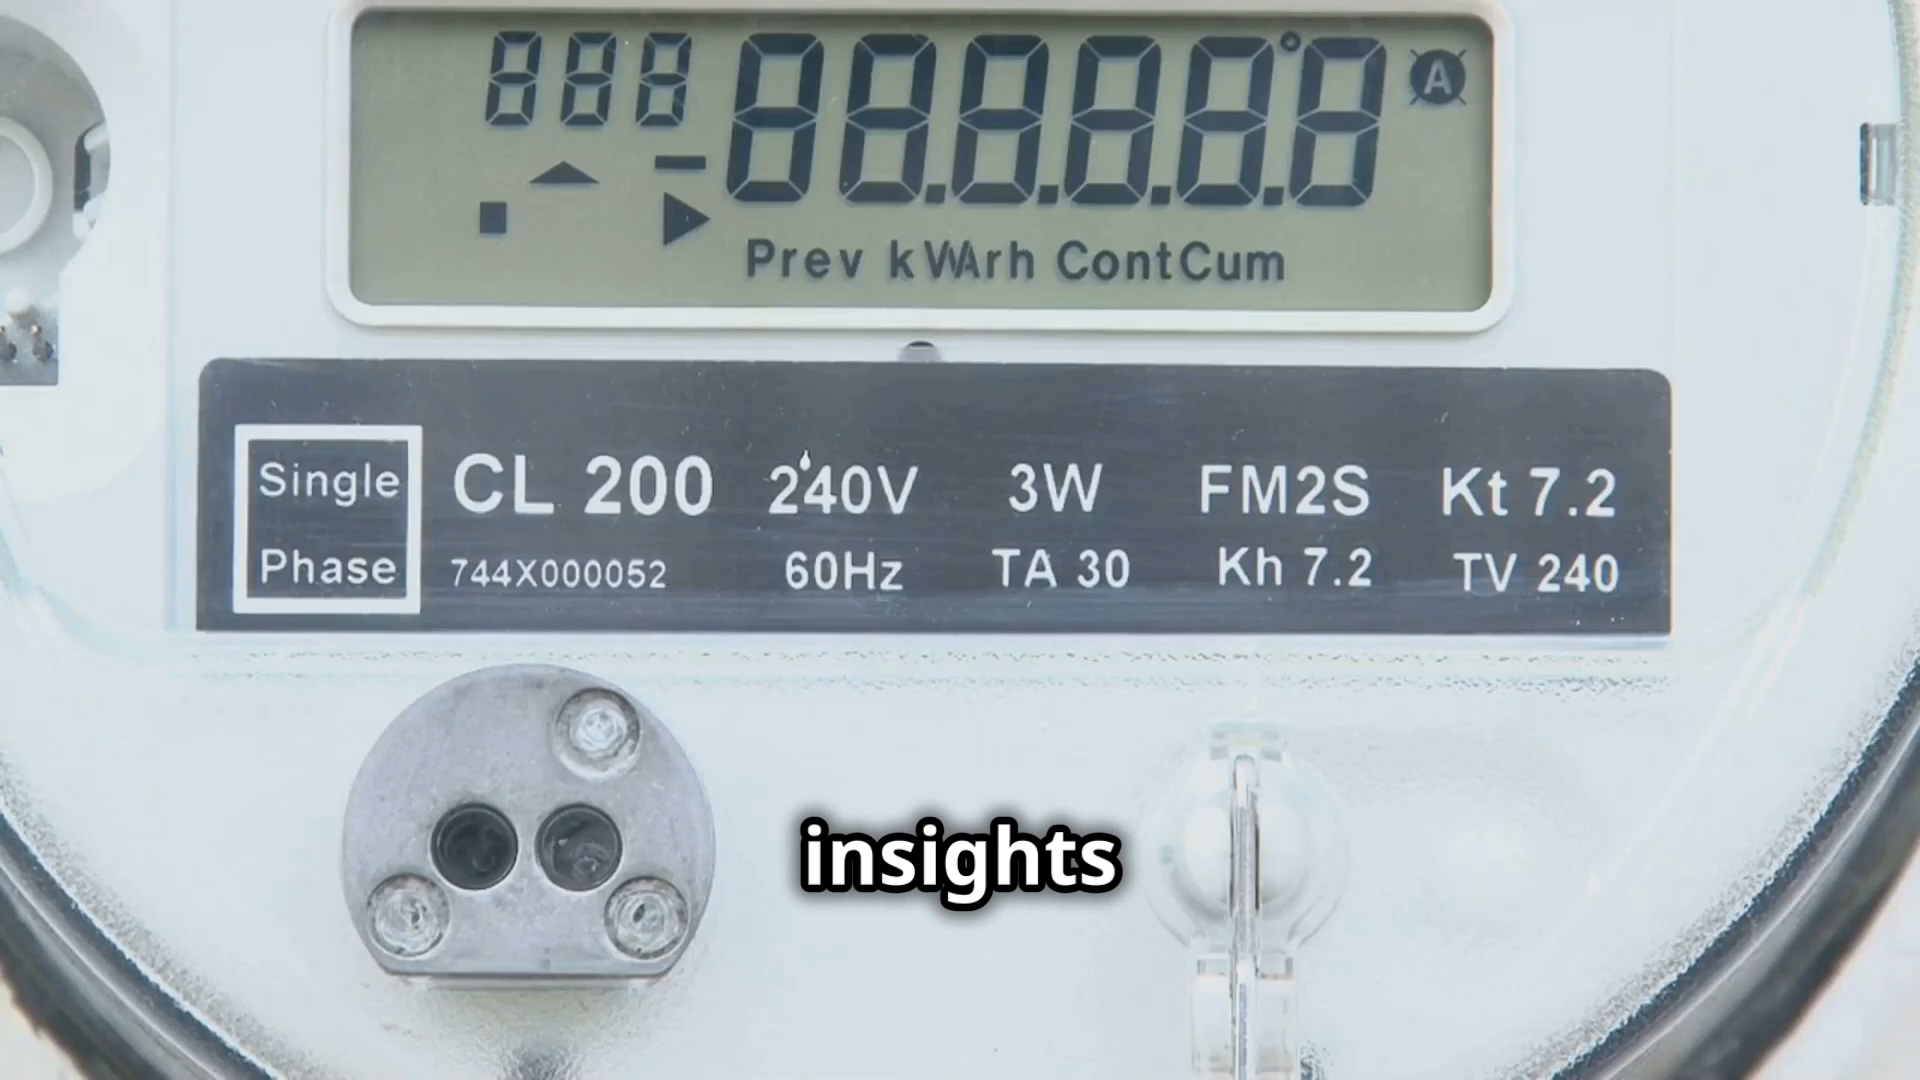 888 888888 A
Prev kWArh ContCum
Single Phase
CL 200 240V 3W FM2S Kt 7.2
744X000052 60Hz TA 30 Kh 7.2 TV 240
insights